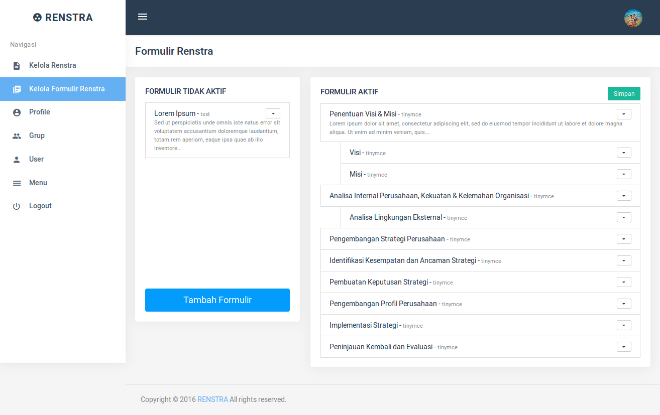 RENSTRA
Navigasi
Kelola Renstra
Kelola Formulir Renstra
Profile
Grup
User
Menu
Logout
Formulir Renstra
FORMULIR TIDAK AKTIF
Lorem Ipsum - text
Sed ut perspiciatis unde omnis iste natus error sit
voluptatem accusantium doloremque laudantium,
totam rem aperiam, eaque ipsa quae ab illo
inventore...
Tambah Formulir
FORMULIR AKTIF
Simpan
Penentuan Visi & Misi - tinymce
Lorem ipsum dolor sit amet, consectetur adipiscing elit, sed do eiusmod tempor incididunt ut labore et dolore magna
aliqua. Ut enim ad minim veniam, quis...
Visi - tinymce
Misi - tinymce
Analisa Internal Perusahaan, Kekuatan & Kelemahan Organisasi - tinymce
Analisa Lingkungan Eksternal - tinymce
Pengembangan Strategi Perusahaan - tinymce
Identifikasi Kesempatan dan Ancaman Strategi - tinymce
Pembuatan Keputusan Strategi - tinymce
Pengembangan Profil Perusahaan - tinymce
Implementasi Strategi - tinymce
Peninjauan Kembali dan Evaluasi - tinymce
Copyright © 2016 RENSTRA All rights reserved.